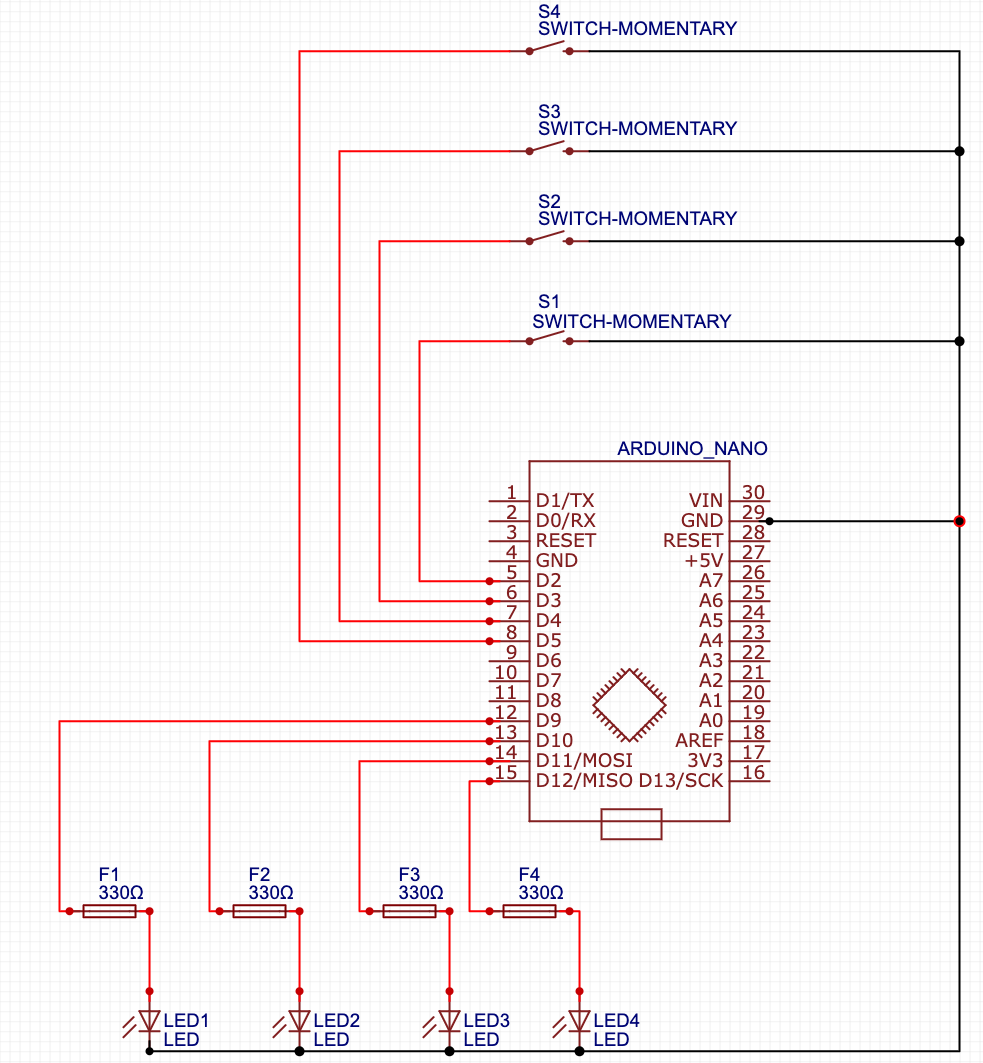 S4
SWITCH-MOMENTARY
S3
SWITCH-MOMENTARY
S2
SWITCH-MOMENTARY
S1
SWITCH-MOMENTARY
ARDUINO_NANO
1 D1/TX VIN 30
2 D0/RX GND 29
3 RESET RESET 28
4 GND +5V 27
5 D2 A7 26
6 D3 A6 25
7 D4 A5 24
8 D5 A4 23
9 D6 A3 22
10 D7 A2 21
11 D8 A1 20
12 D9 A0 19
13 D10 AREF 18
14 D11/MOSI 3V3 17
15 D12/MISO D13/SCK 16
F1 F2 F3 F4
330Ω 330Ω 330Ω 330Ω
LED1 LED2 LED3 LED4
LED LED LED LED